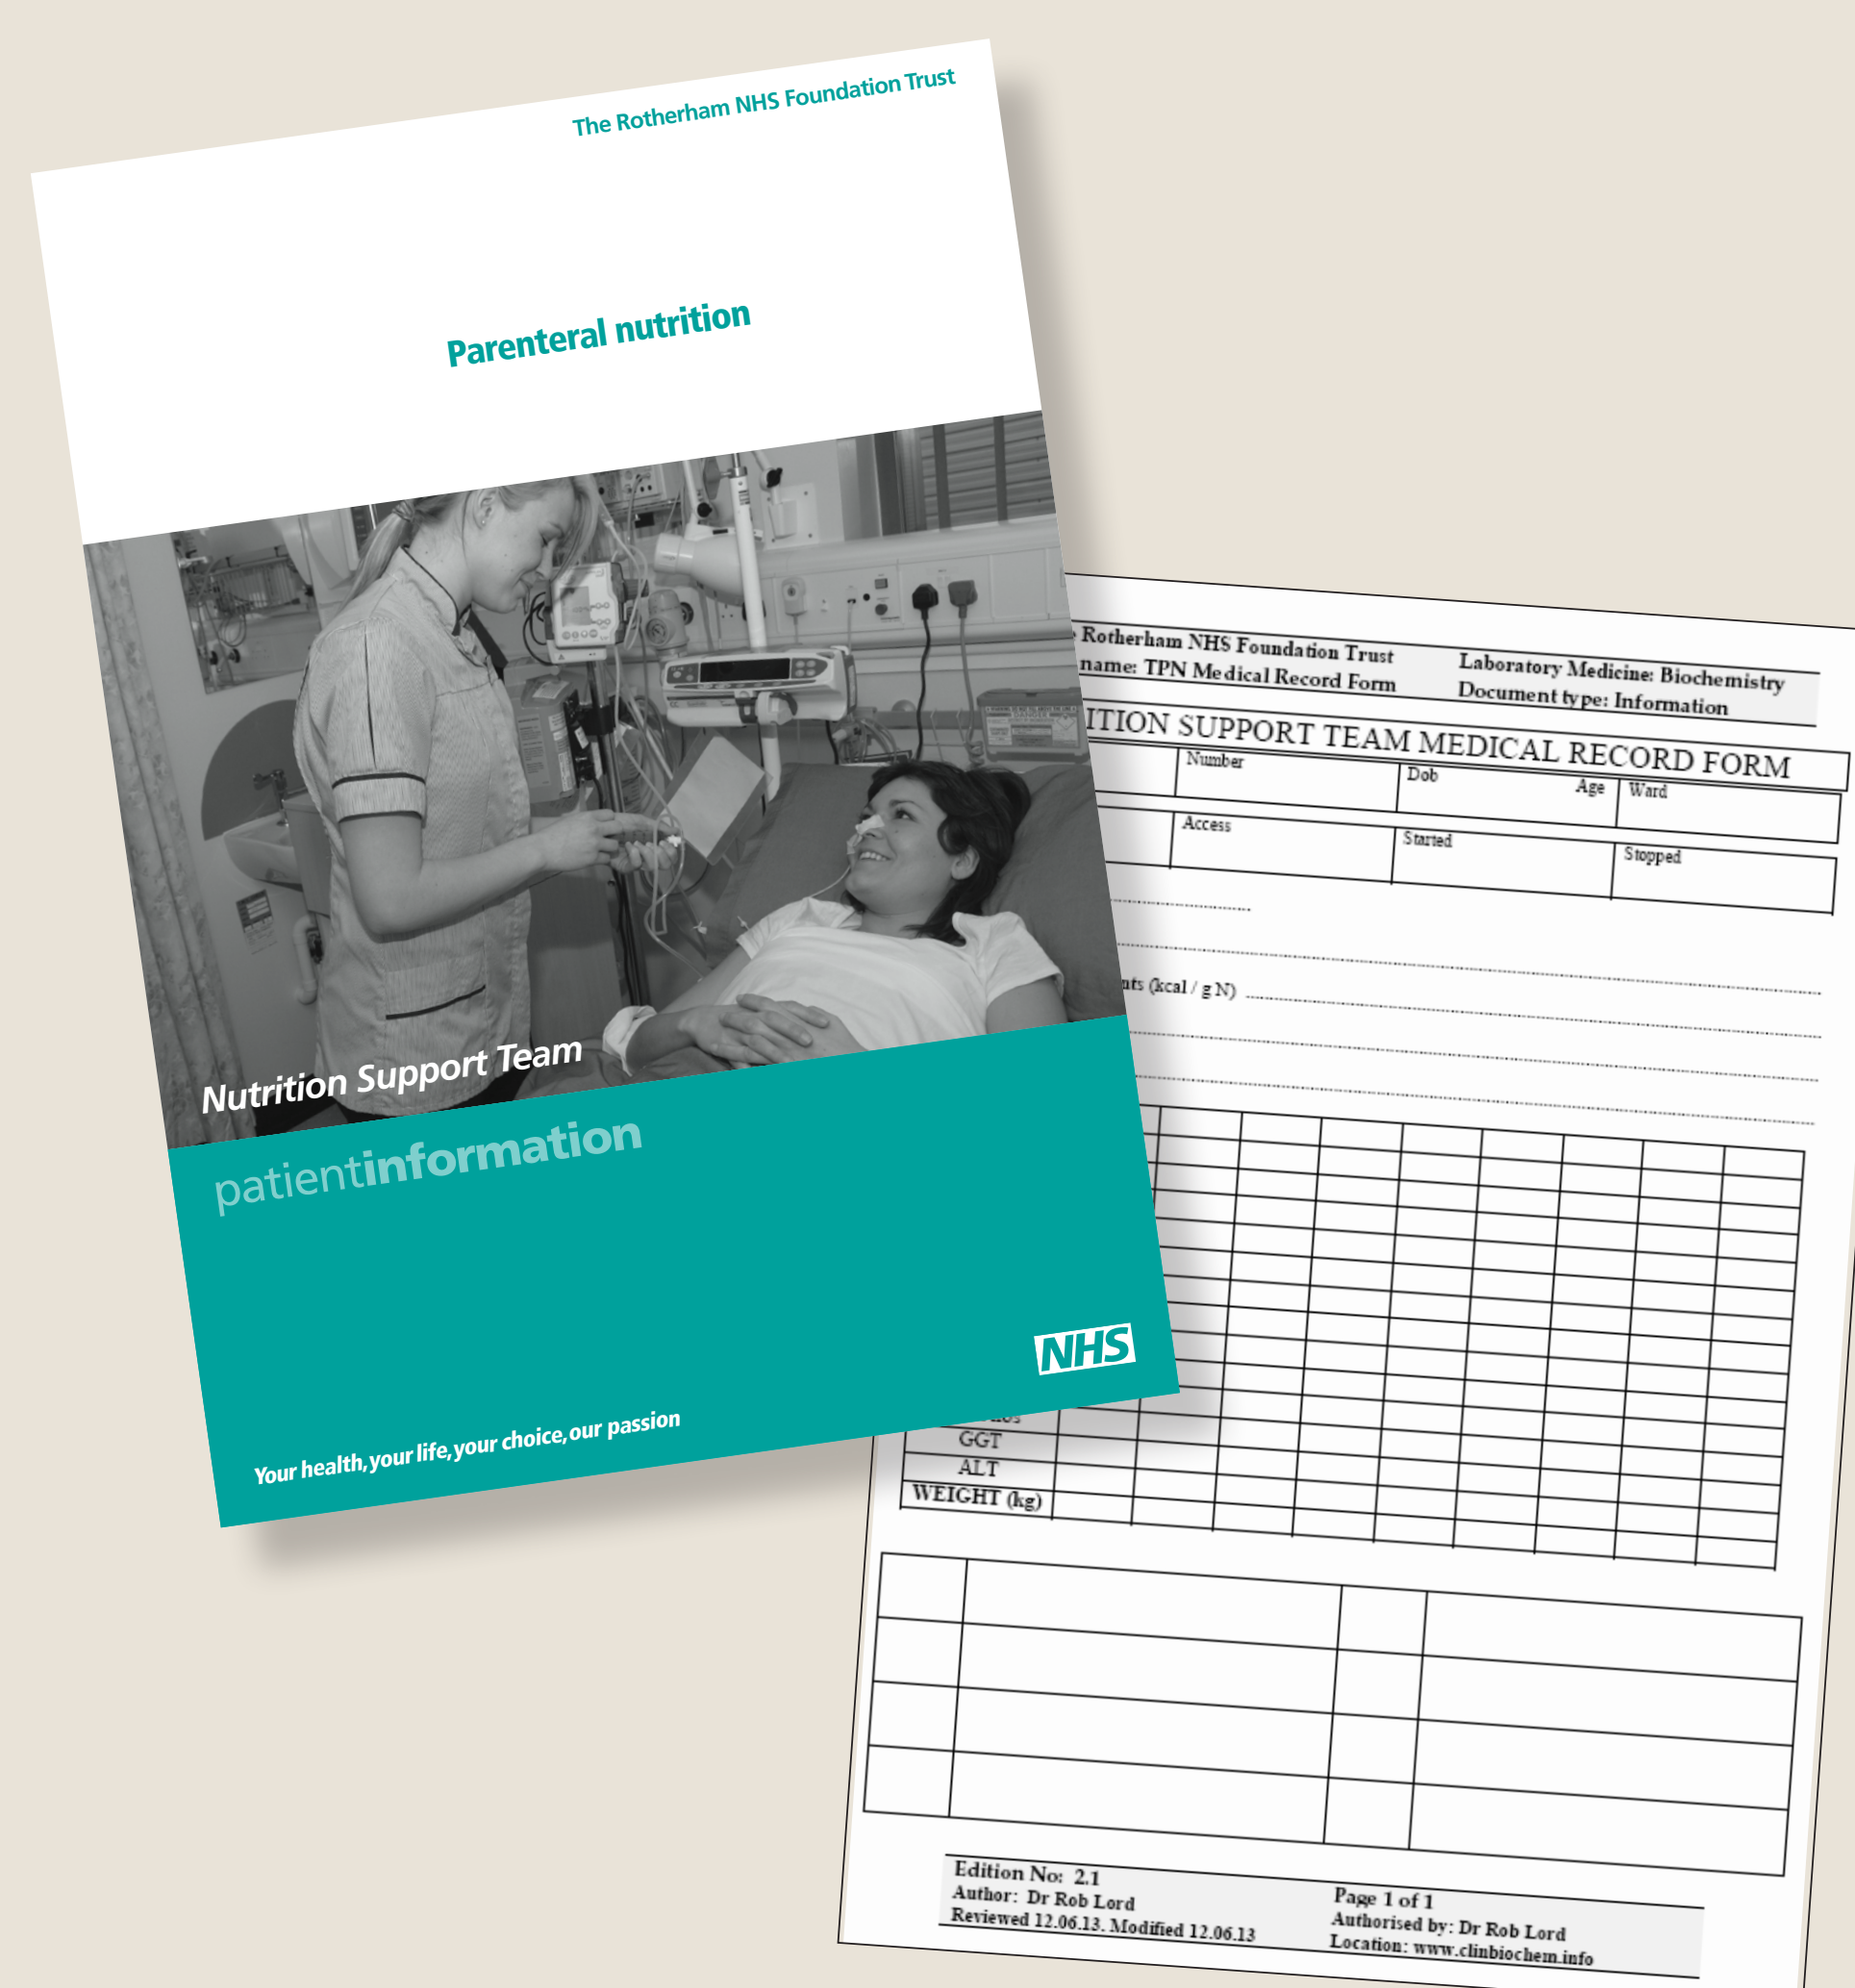 The Rotherham NHS Foundation Trust
Parenteral nutrition
Nutrition Support Team
patientinformation
NHS
Your health, your life, your choice, our passion
Rotherham NHS Foundation Trust
Laboratory Medicine: Biochemistry
name: TPN Medical Record Form
Document type: Information
SUPPORT TEAM MEDICAL RECORD FORM
Number
Dob
Age
Ward
Access
Started
Stopped
(kcal / g N)
GGT
ALT
WEIGHT (kg)
Edition No: 2.1
Author: Dr Rob Lord
Reviewed 12.06.13. Modified 12.06.13
Page 1 of 1
Authorised by: Dr Rob Lord
Location: www.clinbiochem.info